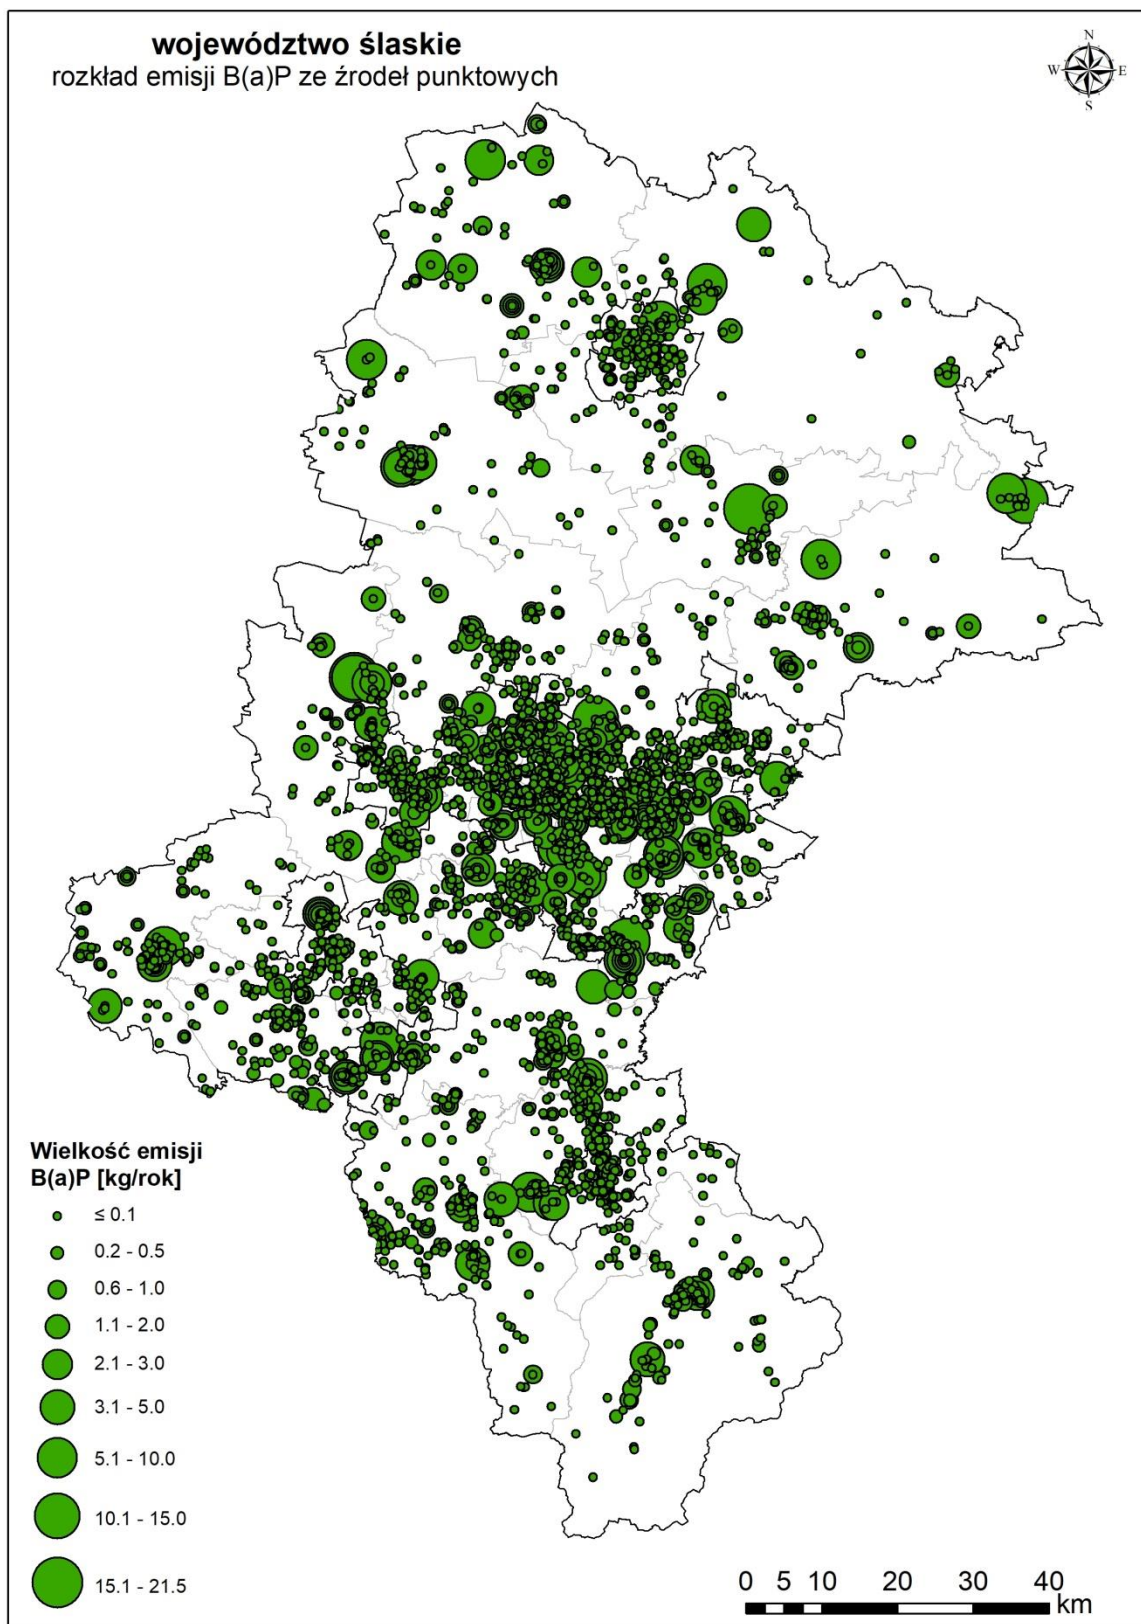 województwo ślaskie
rozkład emisji B(a)P ze źrodeł punktowych
N
W E
S
Wielkość emisji
B(a)P [kg/rok]
≤ 0.1
0.2 - 0.5
0.6 - 1.0
1.1 - 2.0
2.1 - 3.0
3.1 - 5.0
5.1 - 10.0
10.1 - 15.0
15.1 - 21.5
0 5 10 20 30 40
km